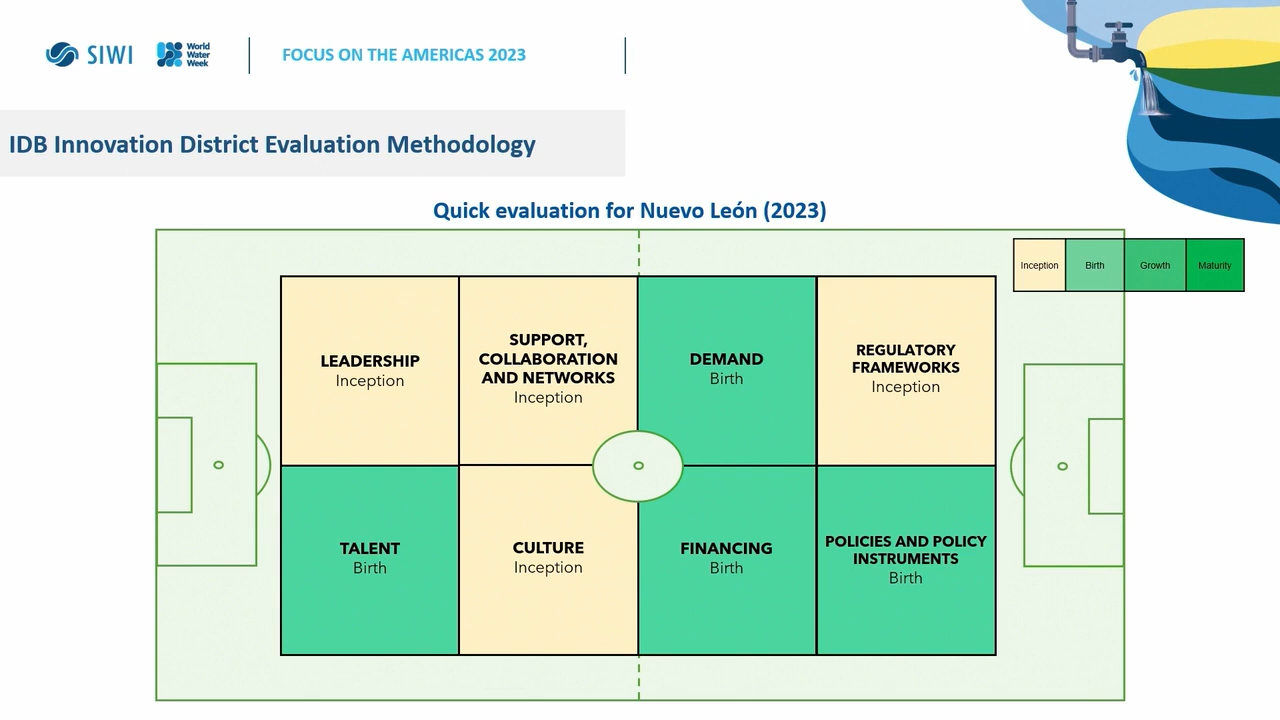 SIWI
World
Water
Week
FOCUS ON THE AMERICAS 2023
IDB Innovation District Evaluation Methodology
Quick evaluation for Nuevo León (2023)
Inception
Birth
Growth
Maturity
LEADERSHIP
Inception
SUPPORT,
COLLABORATION
AND NETWORKS
Inception
DEMAND
Birth
REGULATORY
FRAMEWORKS
Inception
TALENT
Birth
CULTURE
Inception
FINANCING
Birth
POLICIES AND POLICY
INSTRUMENTS
Birth